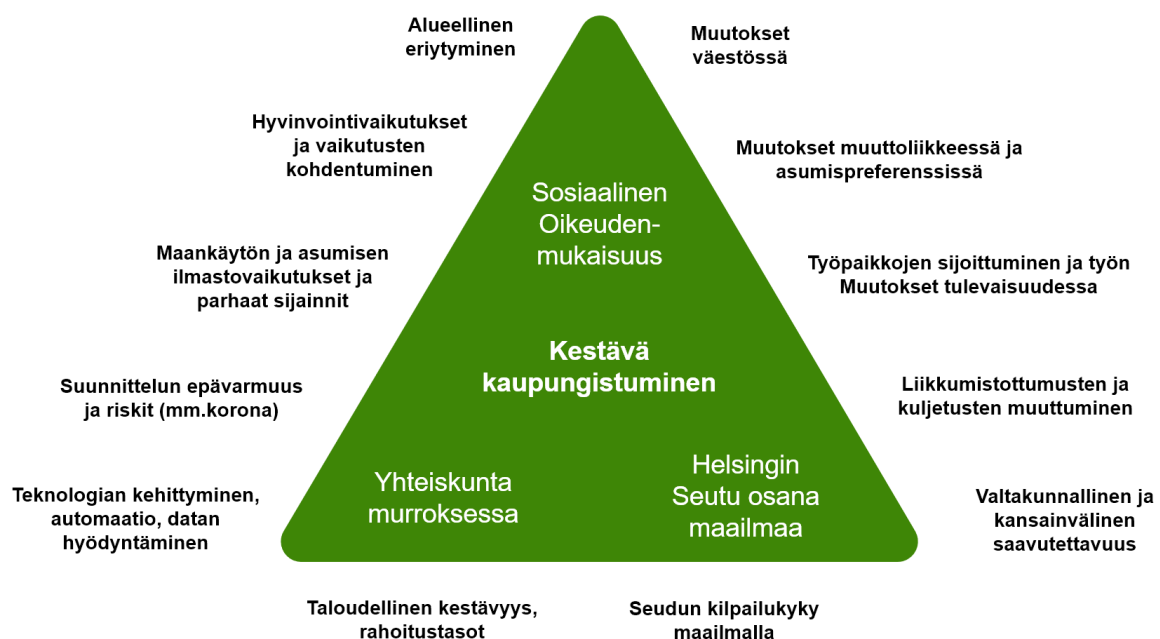 Alueellinen
eriytyminen
Muutokset
väestössä
Hyvinvointivaikutukset
ja vaikutusten
kohdentuminen
Muutokset muuttoliikkeessä ja
asumispreferenssissä
Sosiaalinen
Oikeuden-
mukaisuus
Maankäytön ja asumisen
ilmastovaikutukset ja
parhaat sijainnit
Työpaikkojen sijoittuminen ja työn
Muutokset tulevaisuudessa
Kestävä
kaupungistuminen
Suunnittelun epävarmuus
ja riskit (mm.korona)
Liikkumistottumusten ja
kuljetusten muuttuminen
Yhteiskunta
murroksessa
Helsingin
Seutu osana
maailmaa
Teknologian kehittyminen,
automaatio, datan
hyödyntäminen
Valtakunnallinen ja
kansainvälinen
saavutettavuus
Taloudellinen kestävyys,
rahoitustasot
Seudun kilpailukyky
maailmalla